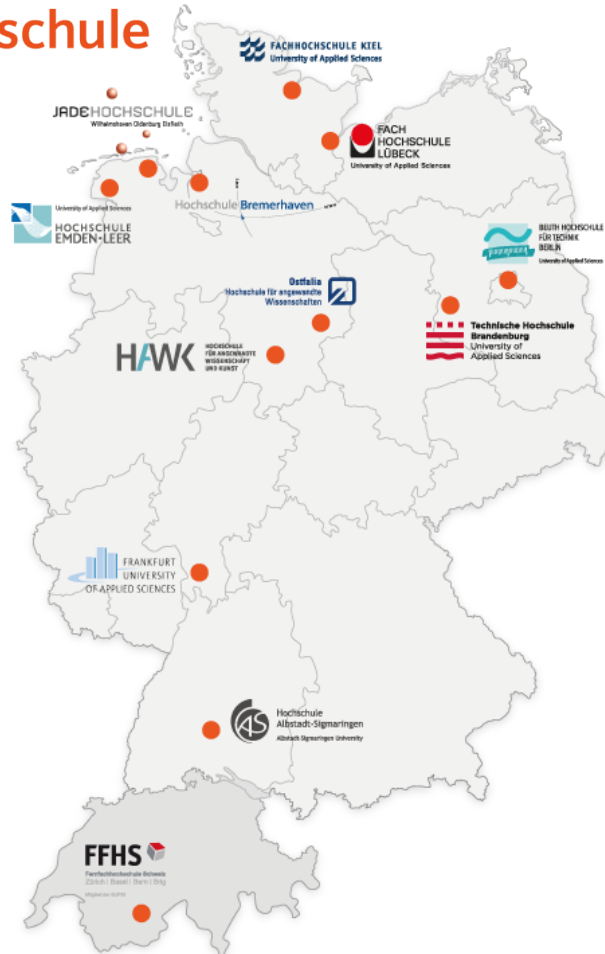 schule
FACHHOCHSCHULE KIEL
University of Applied Sciences
JADEHOCHSCHULE
Wilhelmshaven Oldenburg Elsfleth
FACH
HOCHSCHULE
LÜBECK
University of Applied Sciences
University of Applied Sciences
HOCHSCHULE
EMDEN·LEER
Hochschule Bremerhaven
BEUTH HOCHSCHULE
FÜR TECHNIK
BERLIN
University of Applied Sciences
Ostfalia
Hochschule für angewandte
Wissenschaften
HAWK
HOCHSCHULE
FÜR ANGEWANDTE
WISSENSCHAFT
UND KUNST
Technische Hochschule
Brandenburg
University of
Applied Sciences
FRANKFURT
UNIVERSITY
OF APPLIED SCIENCES
AS
Hochschule
Albstadt-Sigmaringen
Albstadt-Sigmaringen University
FFHS
Fernfachhochschule Schweiz
Zürich | Basel | Bern | Brig